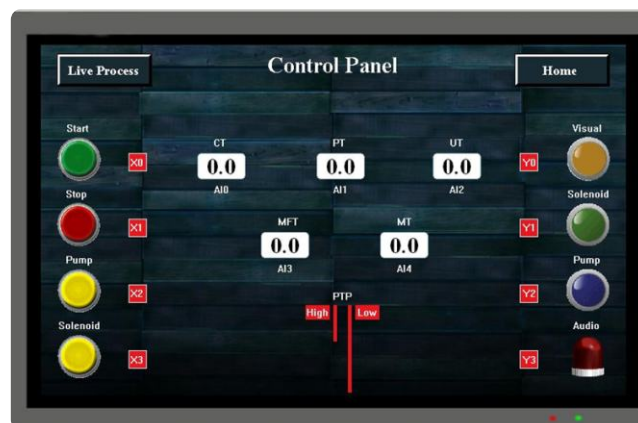 Live Process
Control Panel
Home
Start
CT
PT
UT
Visual
X0
0.0
0.0
0.0
Y0
AI0
AI1
AI2
Stop
Solenoid
MFT
MT
X1
0.0
0.0
Y1
Pump
AI3
AI4
Pump
X2
PTP
Y2
High
Low
Solenoid
Audio
X3
Y3